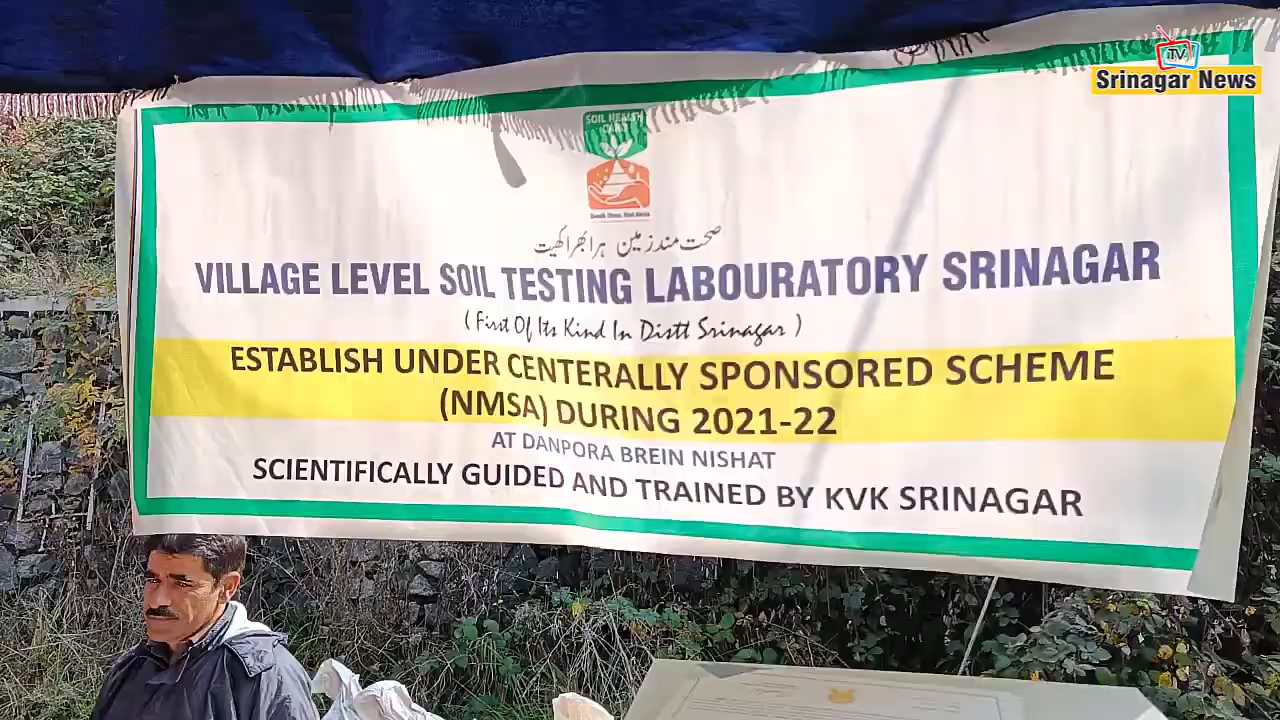 TV
Srinagar News
SOIL HEALTH
CARD
صحت مند زمین ہرا بھرا کھیت
VILLAGE LEVEL SOIL TESTING LABOURATORY SRINAGAR
( First Of Its Kind In Distt Srinagar )
ESTABLISH UNDER CENTERALLY SPONSORED SCHEME
(NMSA) DURING 2021-22
AT DANPORA BREIN NISHAT
SCIENTIFICALLY GUIDED AND TRAINED BY KVK SRINAGAR